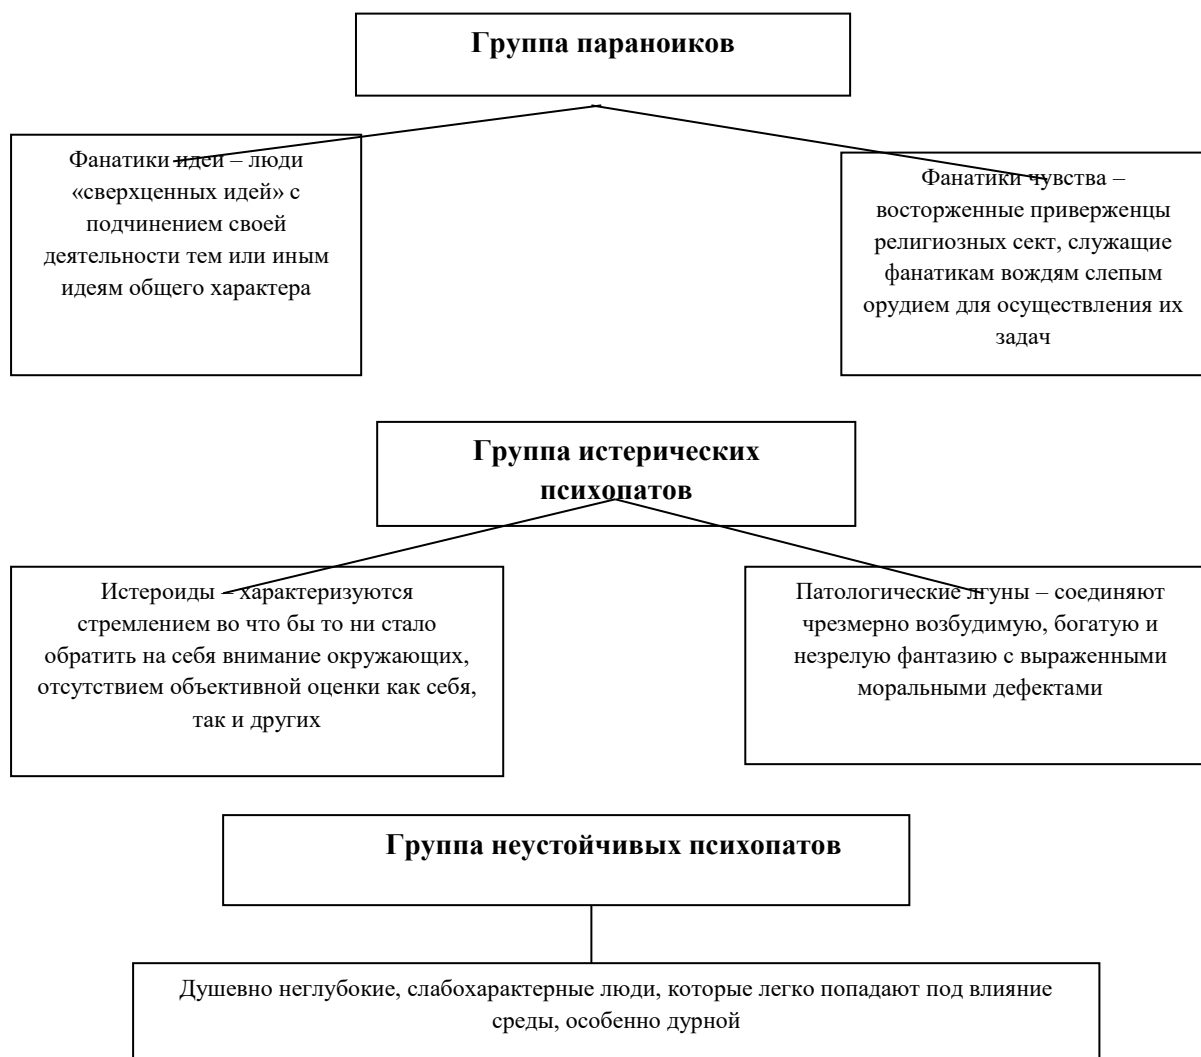 Группа параноиков
Фанатики идеи – люди
«сверхценных идей» с
подчинением своей
деятельности тем или иным
идеям общего характера
Фанатики чувства –
восторженные приверженцы
религиозных сект, служащие
фанатикам вождям слепым
орудием для осуществления их
задач
Группа истерических
психопатов
Истероиды – характеризуются
стремлением во что бы то ни стало
обратить на себя внимание окружающих,
отсутствием объективной оценки как себя,
так и других
Патологические лгуны – соединяют
чрезмерно возбудимую, богатую и
незрелую фантазию с выраженными
моральными дефектами
Группа неустойчивых психопатов
Душевно неглубокие, слабохарактерные люди, которые легко попадают под влияние
среды, особенно дурной